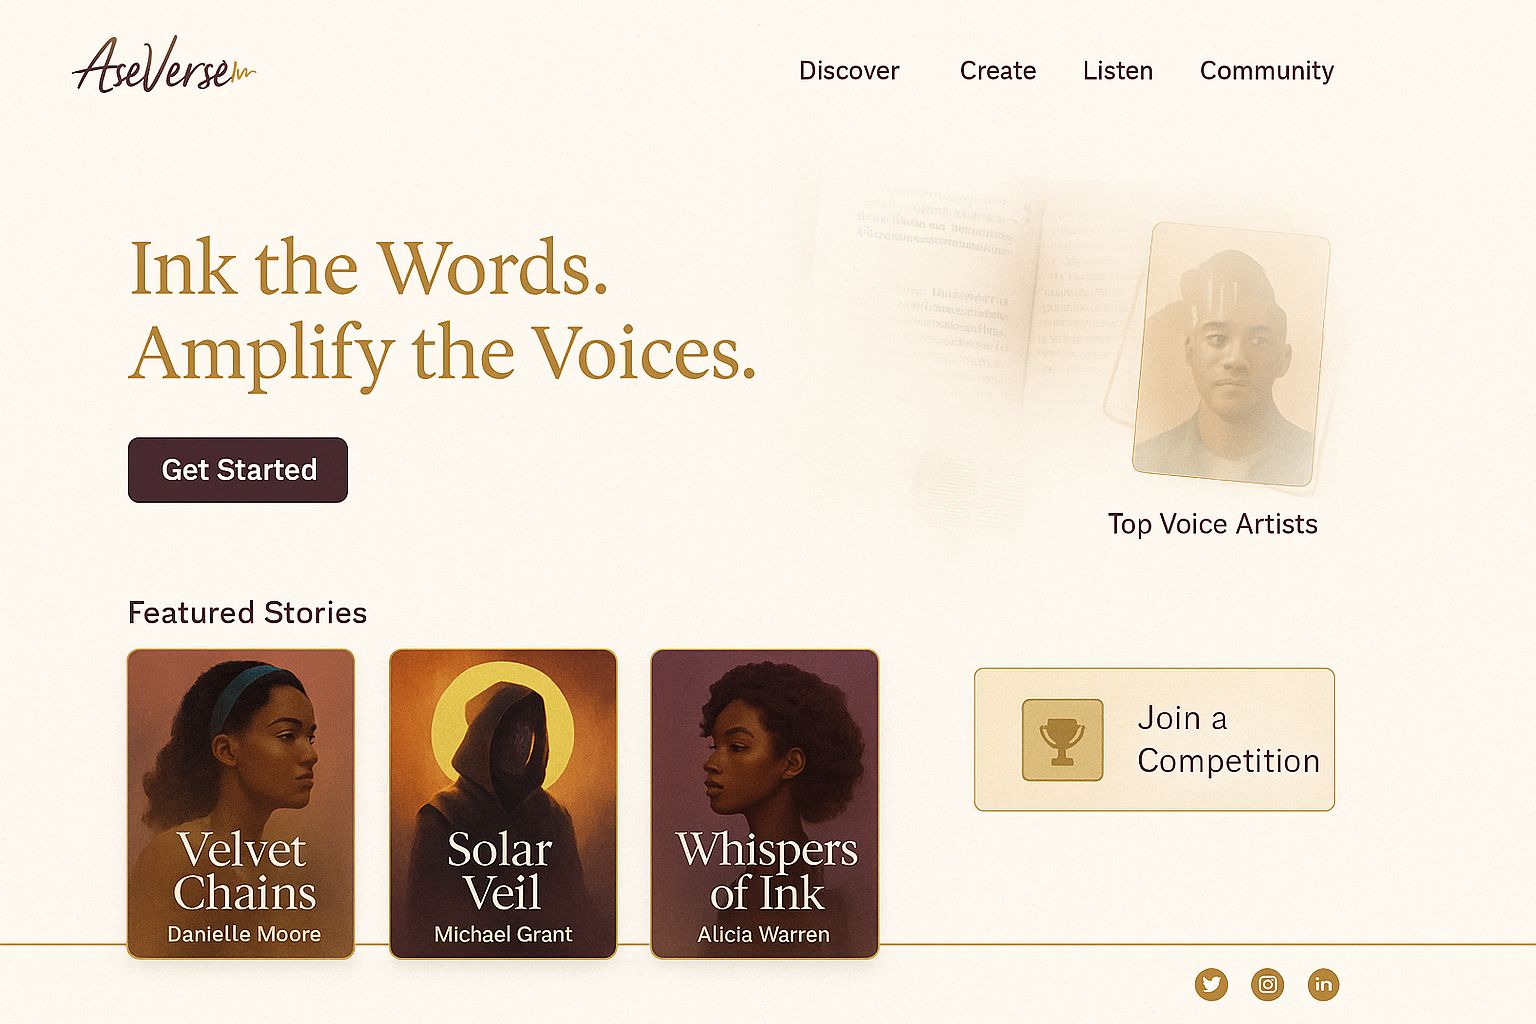 AseVerse
Discover
Create
Listen
Community
Ink the Words.
Amplify the Voices.
Get Started
Top Voice Artists
Featured Stories
Velvet
Chains
Danielle Moore
Solar
Veil
Michael Grant
Whispers
of Ink
Alicia Warren
Join a
Competition
in